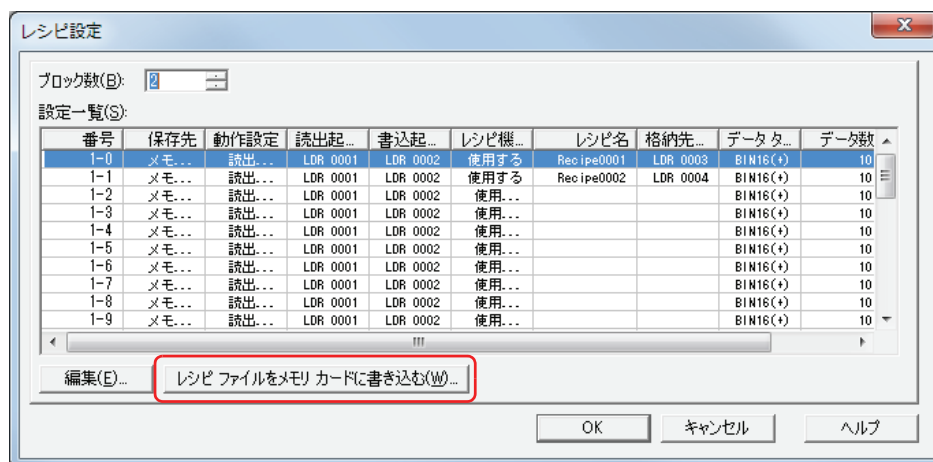 レシピ設定
ブロック数(B): 2
設定一覧(S):
番号 保存先 動作設定 読出起... 書込起... レシピ機... レシピ名 格納先... データ タ... データ数
1-0 メモ... 読出... LDR 0001 LDR 0002 使用する Recipe0001 LDR 0003 BIN16(+) 10
1-1 メモ... 読出... LDR 0001 LDR 0002 使用する Recipe0002 LDR 0004 BIN16(+) 10
1-2 メモ... 読出... LDR 0001 LDR 0002 使用... BIN16(+) 10
1-3 メモ... 読出... LDR 0001 LDR 0002 使用... BIN16(+) 10
1-4 メモ... 読出... LDR 0001 LDR 0002 使用... BIN16(+) 10
1-5 メモ... 読出... LDR 0001 LDR 0002 使用... BIN16(+) 10
1-6 メモ... 読出... LDR 0001 LDR 0002 使用... BIN16(+) 10
1-7 メモ... 読出... LDR 0001 LDR 0002 使用... BIN16(+) 10
1-8 メモ... 読出... LDR 0001 LDR 0002 使用... BIN16(+) 10
1-9 メモ... 読出... LDR 0001 LDR 0002 使用... BIN16(+) 10
編集(E)... レシピ ファイルをメモリ カードに書き込む(W)...
OK キャンセル ヘルプ